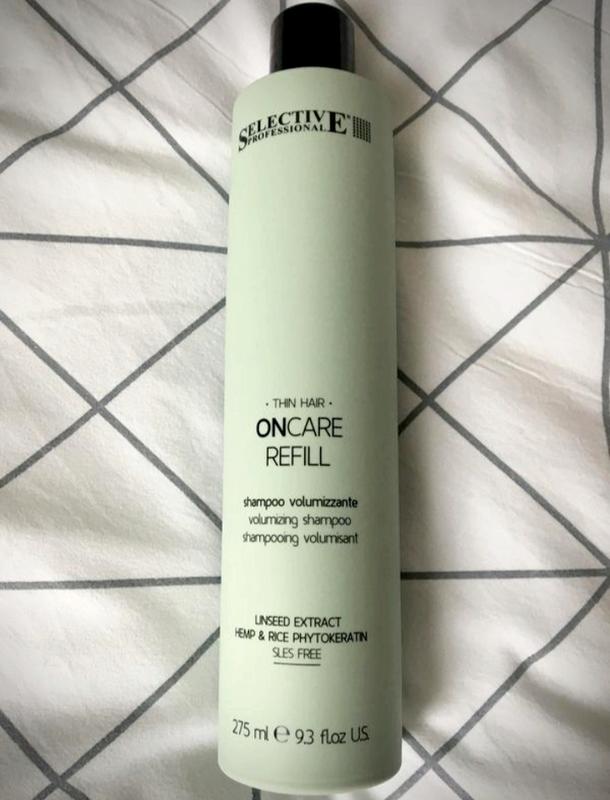 SELECTIVE
PROFESSIONAL
· THIN HAIR ·
ONCARE
REFILL
shampoo volumizzante
volumizing shampoo
shampooing volumisant
LINSEED EXTRACT
HEMP & RICE PHYTOKERATIN
SLES FREE
275 ml ℮ 9.3 fl.oz U.S.